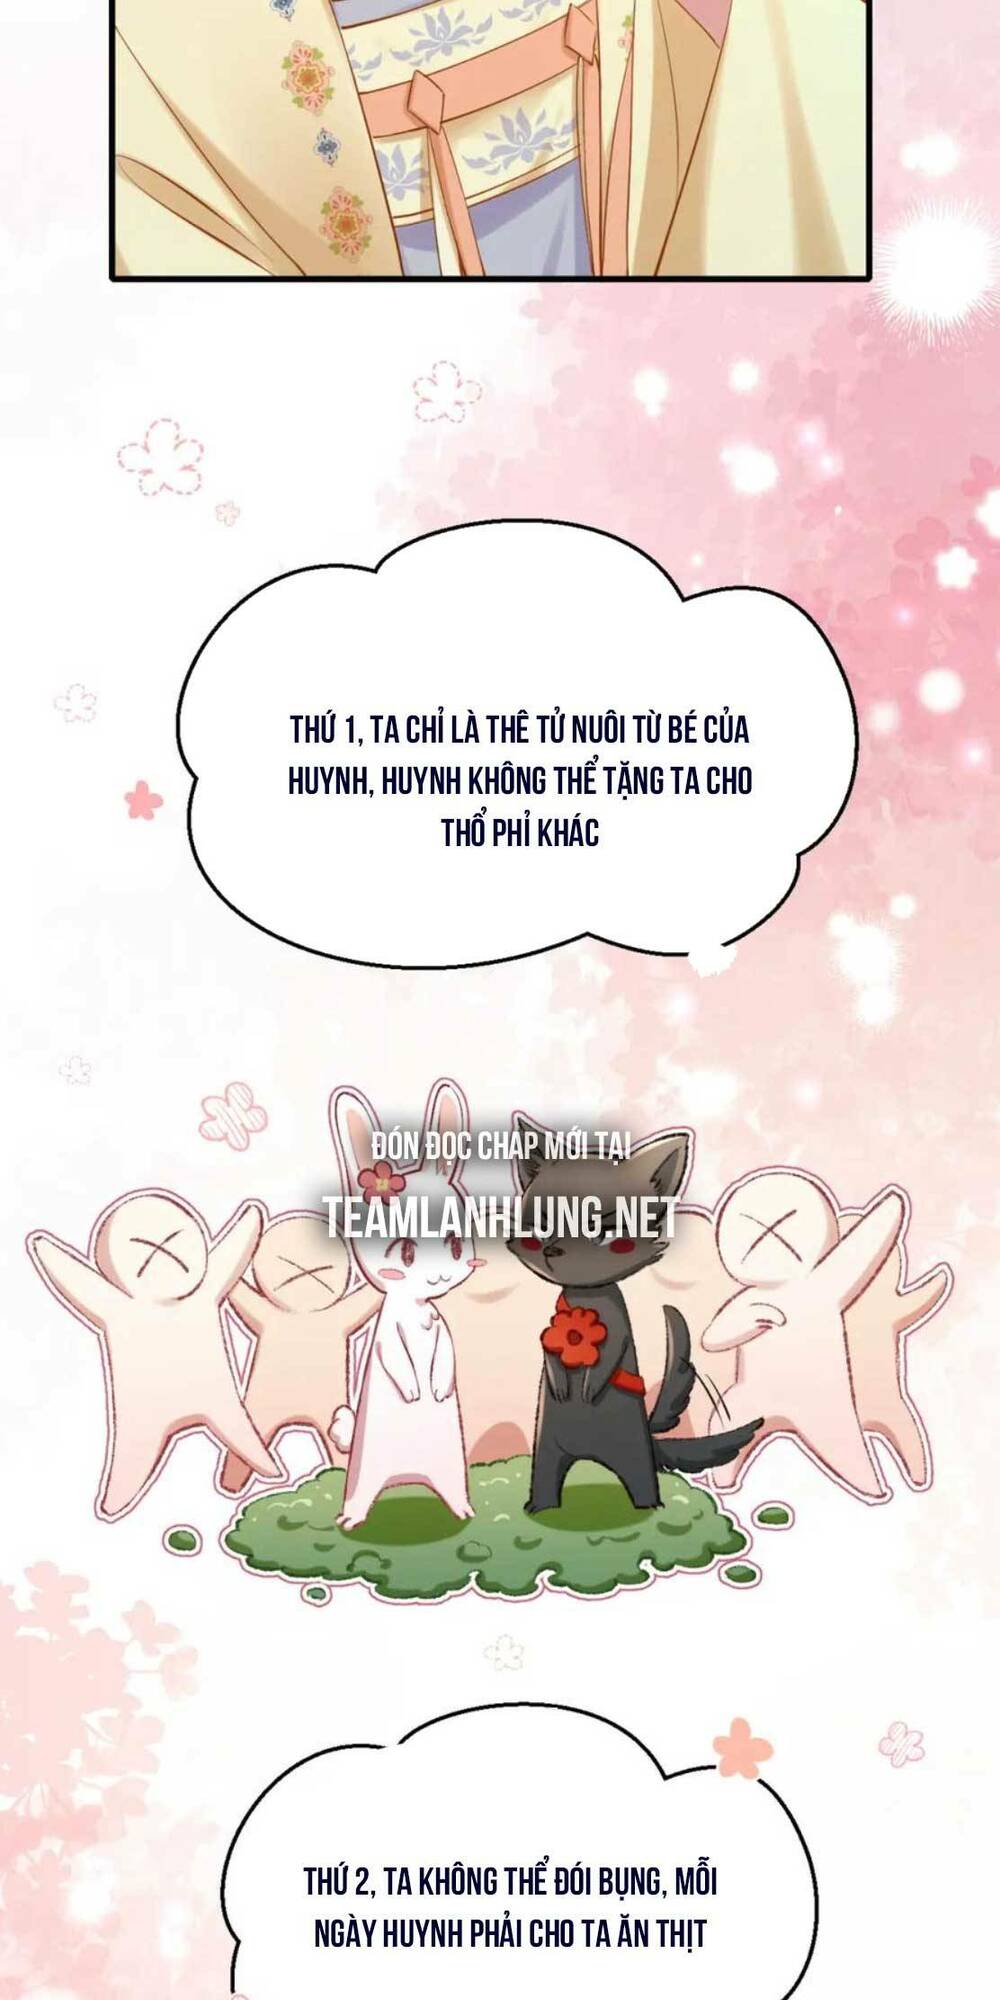 THỨ 1, TA CHỈ LÀ THÊ TỬ NUÔI TỪ BÉ CỦA
HUYNH, HUYNH KHÔNG THỂ TẶNG TA CHO
THỔ PHỈ KHÁC
ĐÓN ĐỌC CHAP MỚI TẠI
TEAMLANHLUNG.NET
THỨ 2, TA KHÔNG THỂ ĐÓI BỤNG, MỖI
NGÀY HUYNH PHẢI CHO TA ĂN THỊT